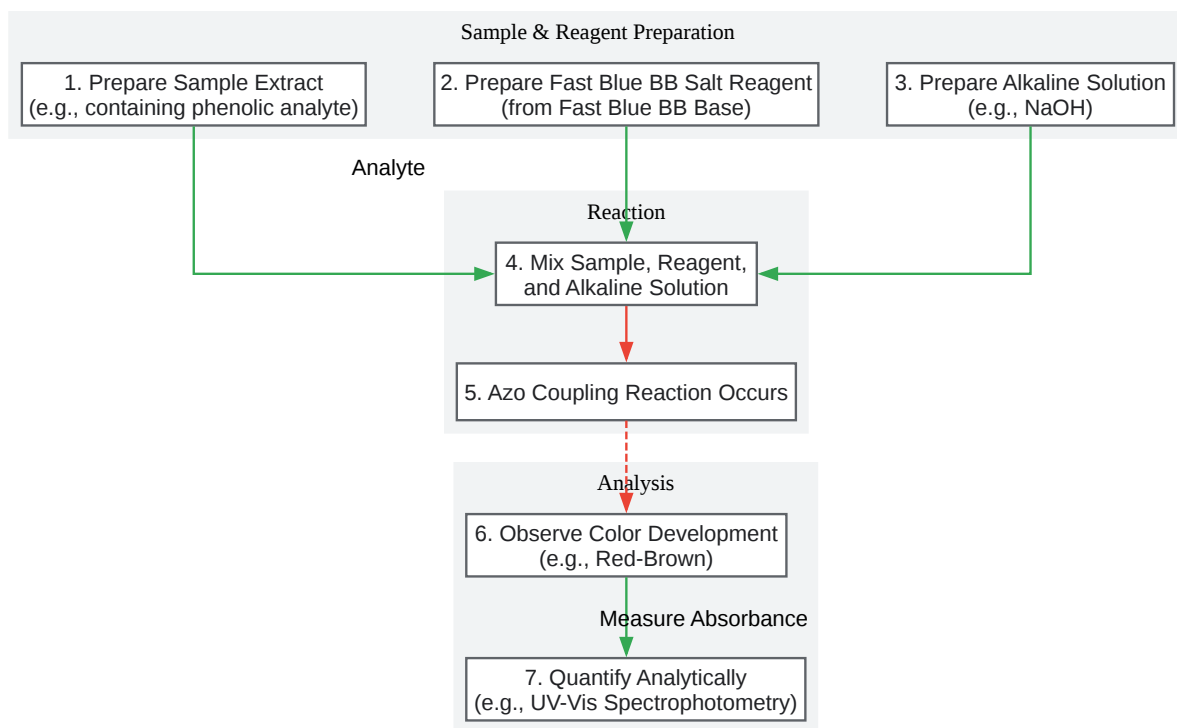 Sample & Reagent Preparation
1. Prepare Sample Extract
(e.g., containing phenolic analyte)
2. Prepare Fast Blue BB Salt Reagent
(from Fast Blue BB Base)
3. Prepare Alkaline Solution
(e.g., NaOH)
Analyte
Reaction
4. Mix Sample, Reagent,
and Alkaline Solution
5. Azo Coupling Reaction Occurs
Analysis
6. Observe Color Development
(e.g., Red-Brown)
Measure Absorbance
7. Quantify Analytically
(e.g., UV-Vis Spectrophotometry)